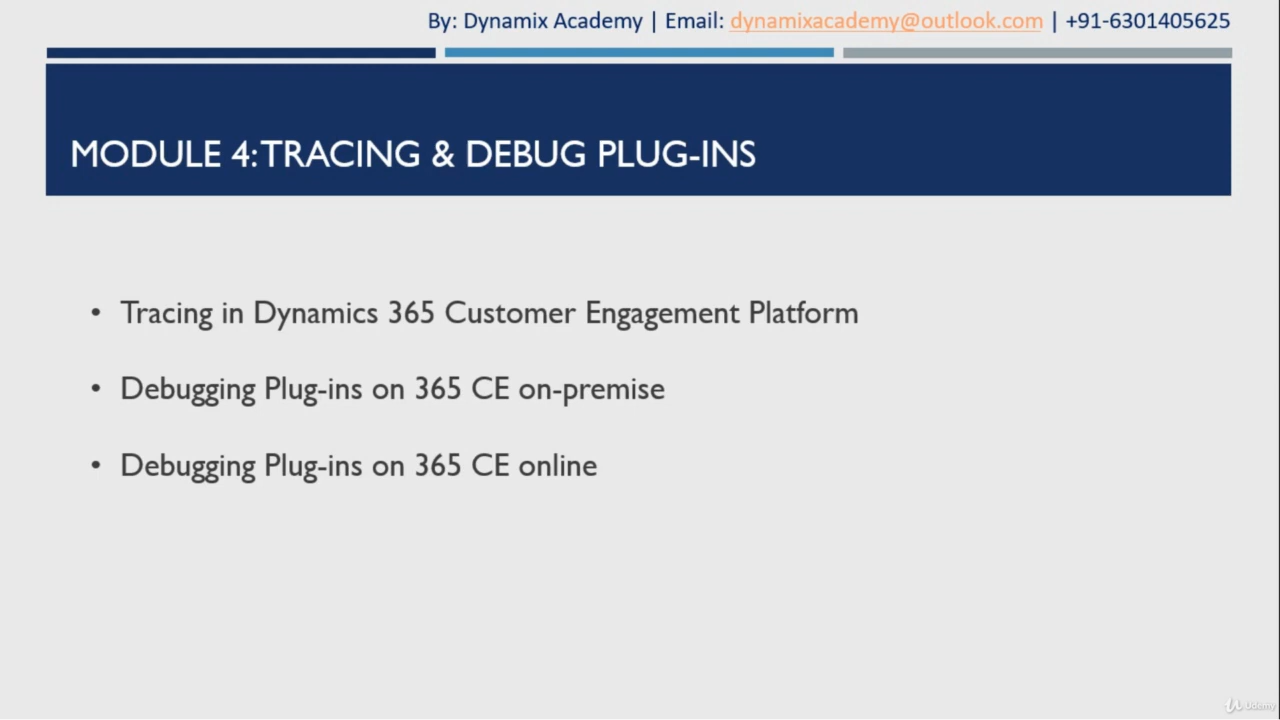 By: Dynamix Academy | Email: dynamixacademy@outlook.com | +91-6301405625
MODULE 4: TRACING & DEBUG PLUG-INS
• Tracing in Dynamics 365 Customer Engagement Platform
• Debugging Plug-ins on 365 CE on-premise
• Debugging Plug-ins on 365 CE online
Udemy